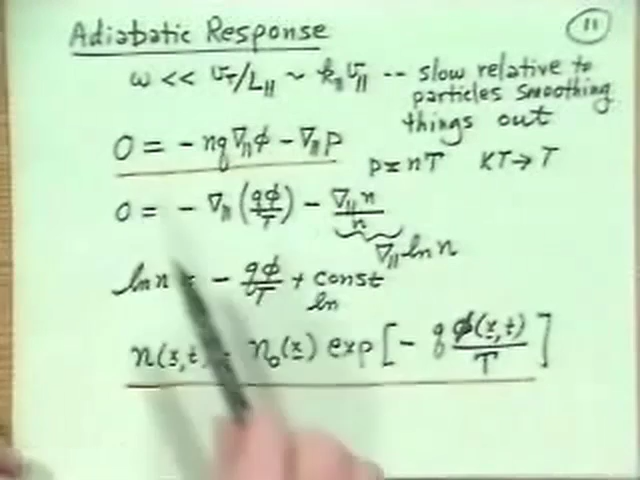 Adiabatic Response
11
ω << v_T/L_∥ ~ k_∥ v_∥ -- slow relative to
particles smoothing
things out
0 = - nq∇_∥ϕ - ∇_∥p
p=nT KT→T
0 = - ∇_∥(qϕ/T) - ∇_∥n/n
∇_∥ ln n
ln n = - qϕ/T + const
ln
n(x,t) = n_0(x) exp[- q ϕ(x,t)/T]